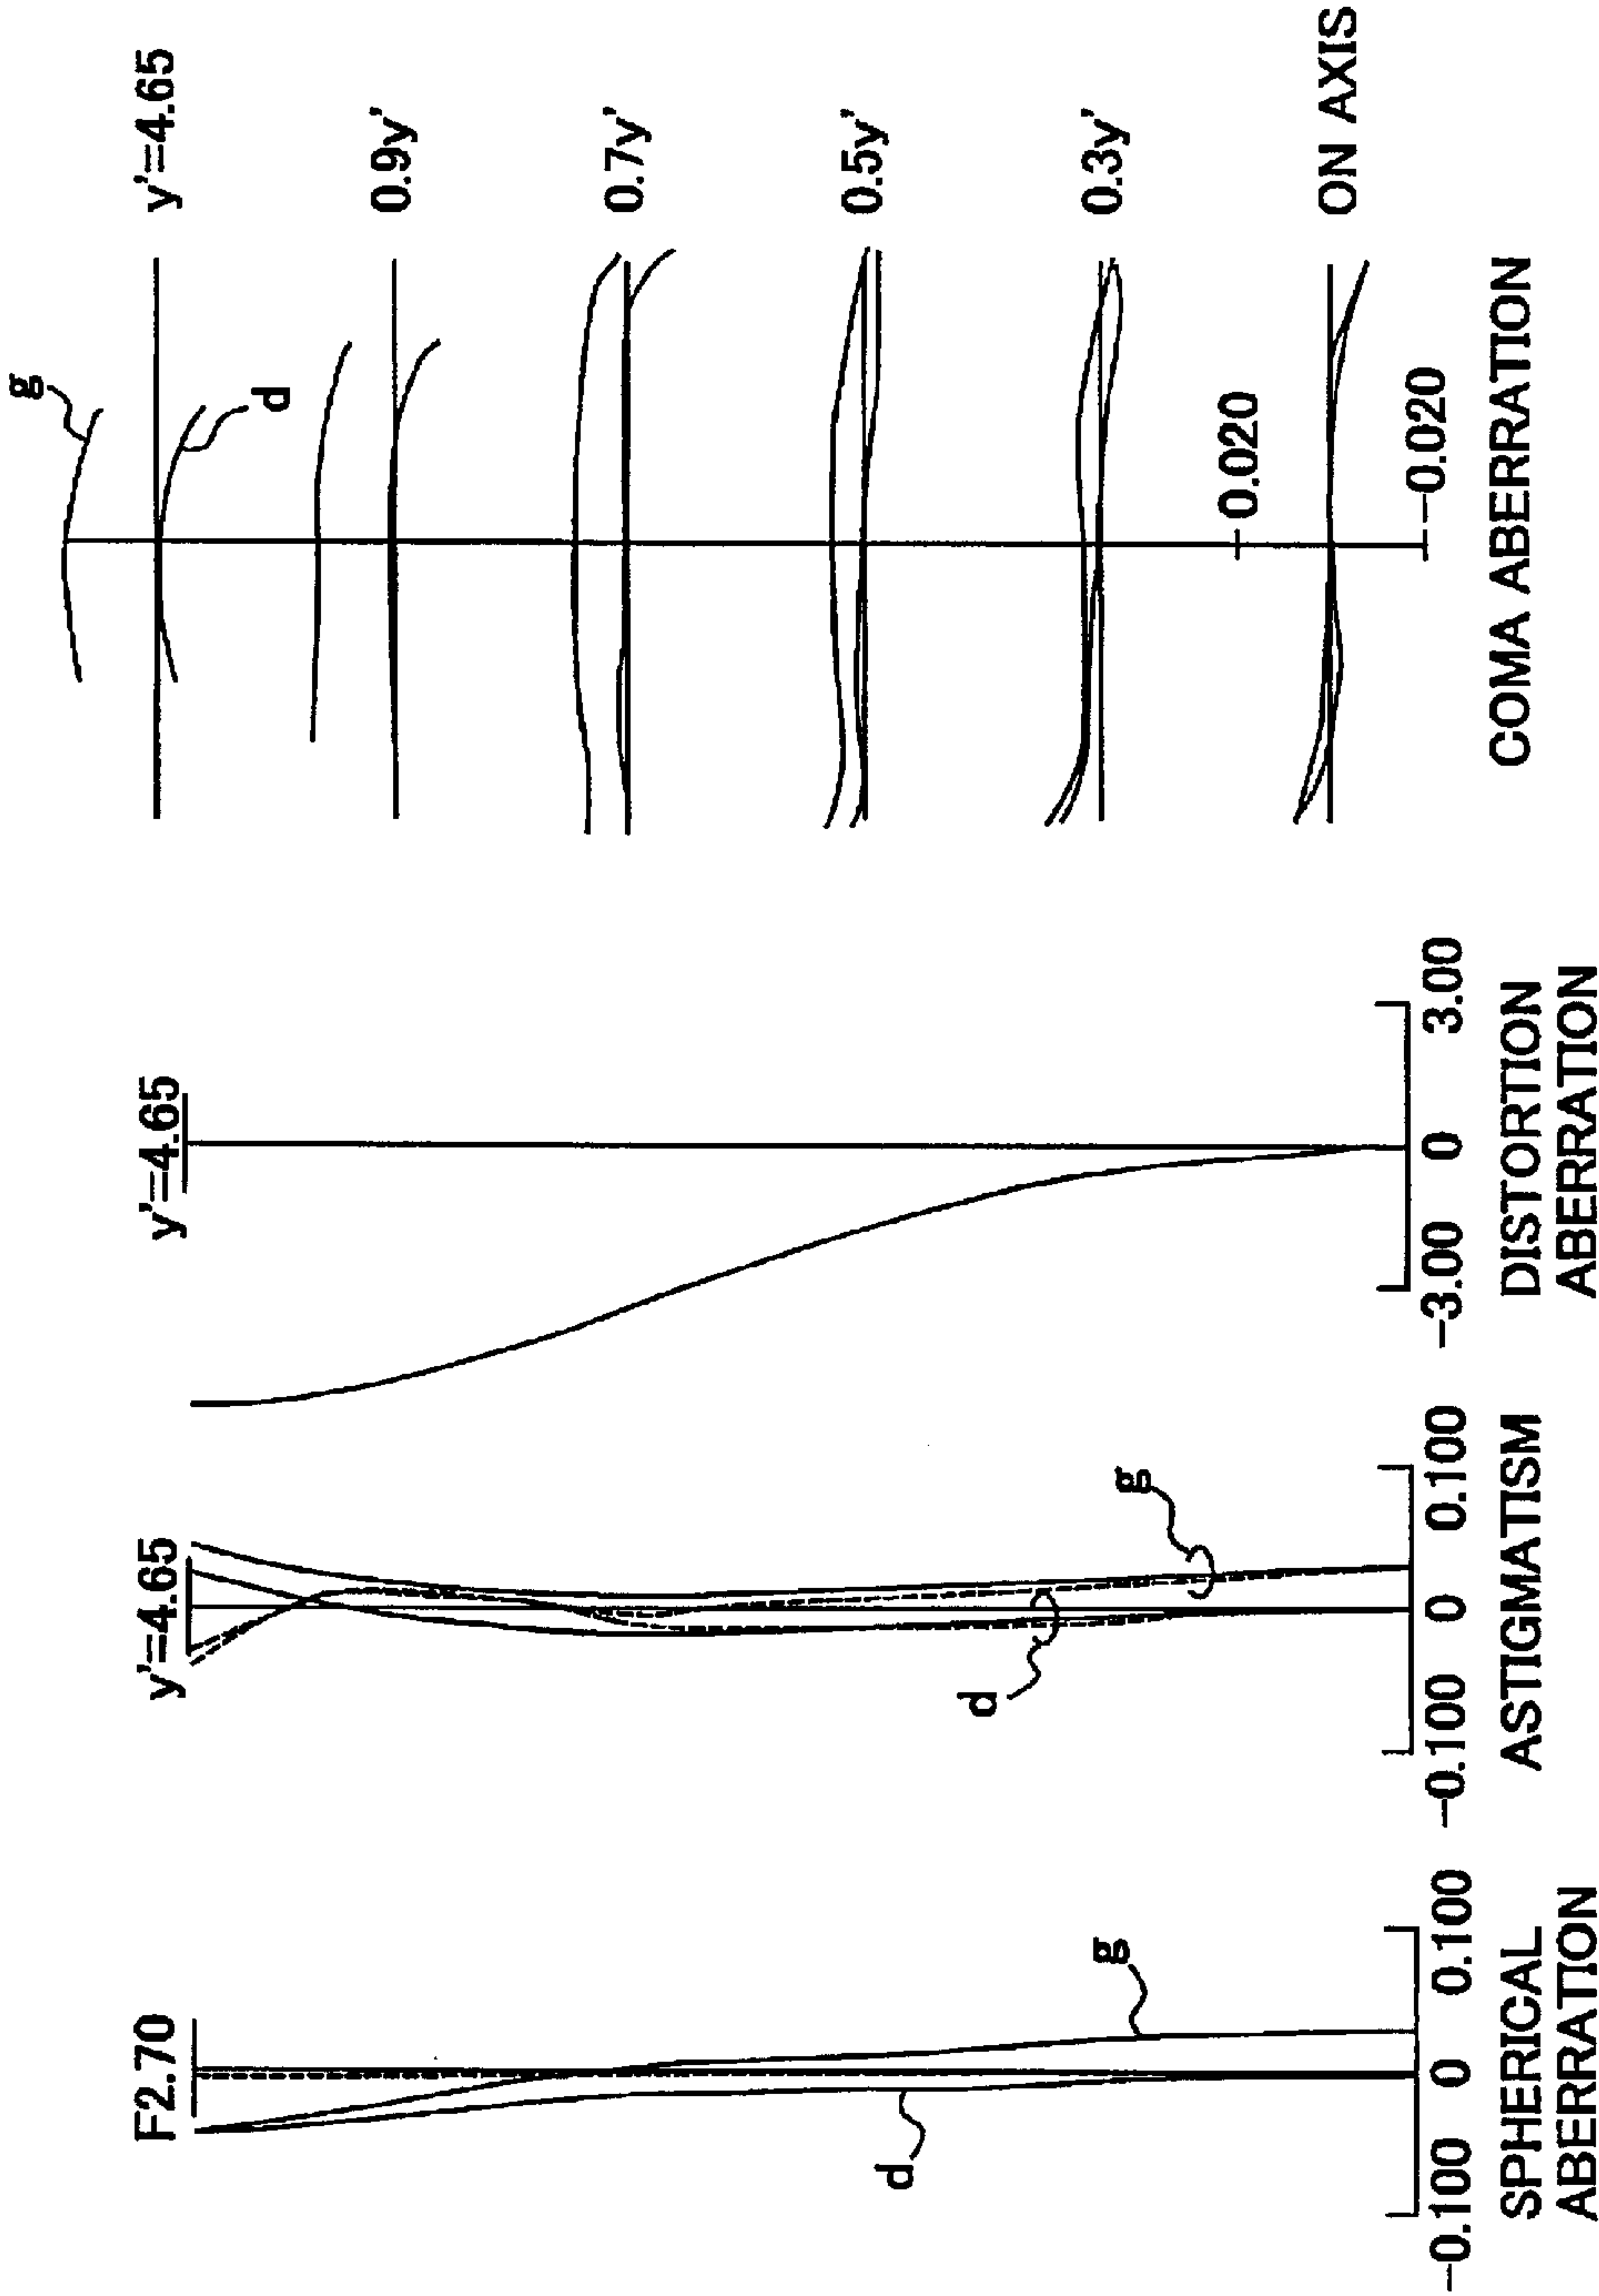 F2.70
g
d
-0.100 0 0.100
SPHERICAL
ABERRATION
y'=4.65
g
d
-0.100 0 0.100
ASTIGMATISM
y'=4.65
-3.00 0 3.00
DISTORTION
ABERRATION
g
y'=4.65
d
0.9y'
0.7y'
0.5y'
0.3y'
0.020
ON AXIS
-0.020
COMA ABERRATION